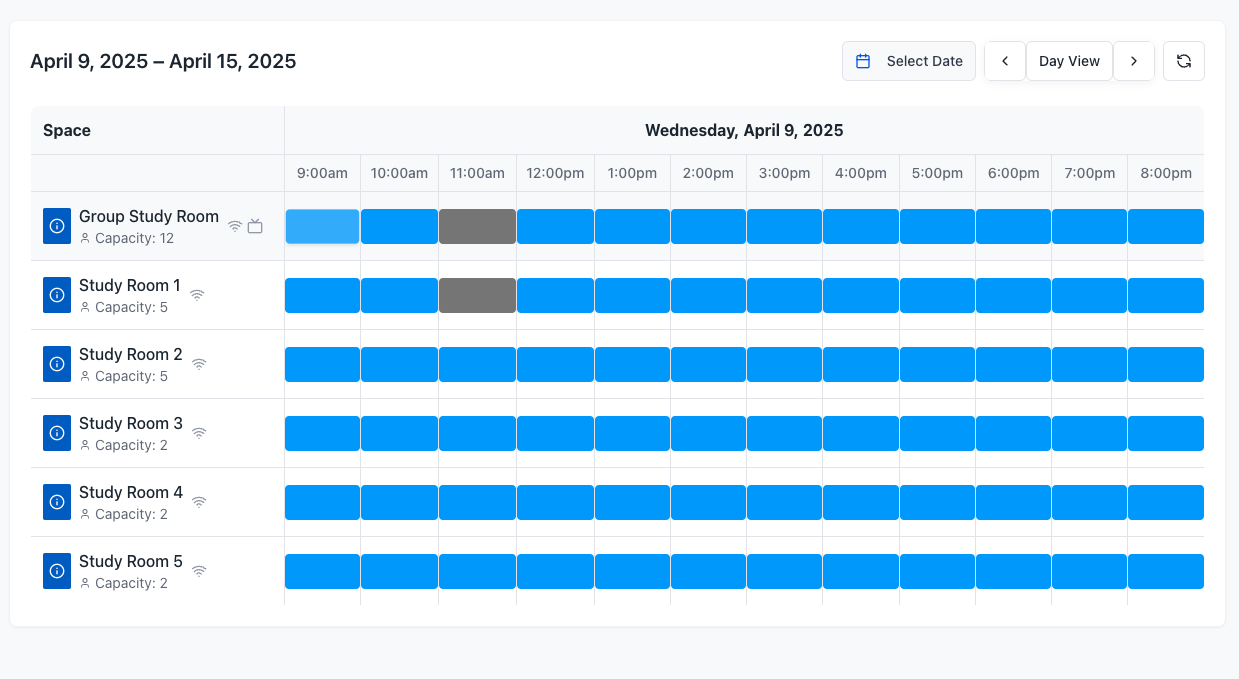 April 9, 2025 – April 15, 2025
Select Date
Day View
Space
Wednesday, April 9, 2025
9:00am 10:00am 11:00am 12:00pm 1:00pm 2:00pm 3:00pm 4:00pm 5:00pm 6:00pm 7:00pm 8:00pm
Group Study Room
Capacity: 12
Study Room 1
Capacity: 5
Study Room 2
Capacity: 5
Study Room 3
Capacity: 2
Study Room 4
Capacity: 2
Study Room 5
Capacity: 2